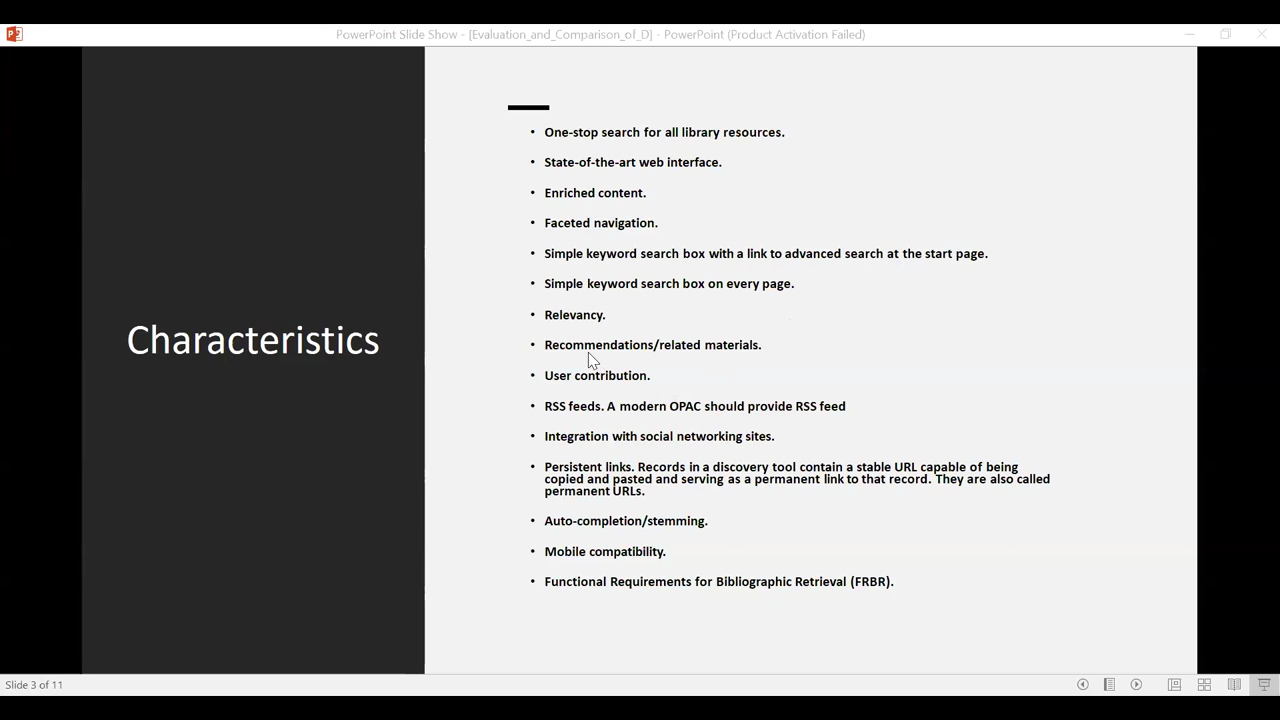 PowerPoint Slide Show - [Evaluation_and_Comparison_of_D] - PowerPoint (Product Activation Failed)
Characteristics
• One-stop search for all library resources.
• State-of-the-art web interface.
• Enriched content.
• Faceted navigation.
• Simple keyword search box with a link to advanced search at the start page.
• Simple keyword search box on every page.
• Relevancy.
• Recommendations/related materials.
• User contribution.
• RSS feeds. A modern OPAC should provide RSS feed
• Integration with social networking sites.
• Persistent links. Records in a discovery tool contain a stable URL capable of being
copied and pasted and serving as a permanent link to that record. They are also called
permanent URLs.
• Auto-completion/stemming.
• Mobile compatibility.
• Functional Requirements for Bibliographic Retrieval (FRBR).
Slide 3 of 11